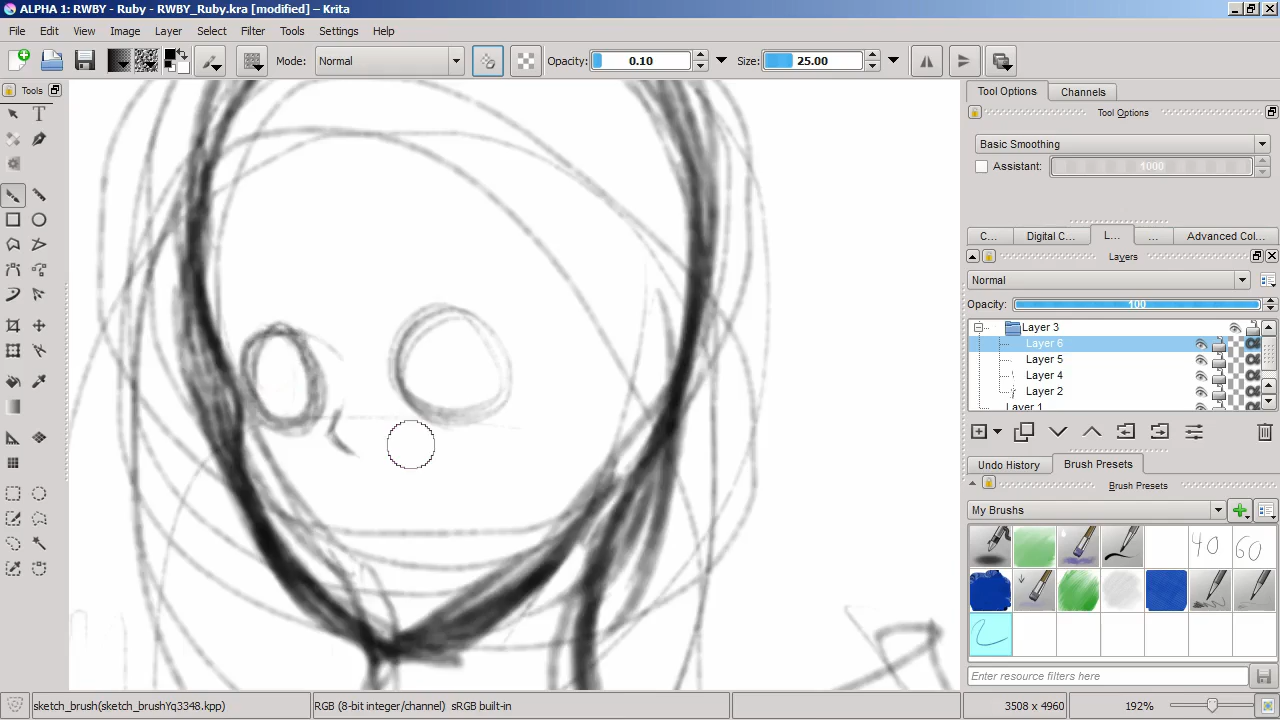 ALPHA 1: RWBY - Ruby - RWBY_Ruby.kra [modified] – Krita
File Edit View Image Layer Select Filter Tools Settings Help
Mode: Normal Opacity: 0.10 Size: 25.00
Tools
Tool Options Channels
Tool Options
Basic Smoothing
Assistant: 1000
C... Digital C... L... ... Advanced Col...
Layers
Normal
Opacity: 100
Layer 3
Layer 6
Layer 5
Layer 4
Layer 2
Layer 1
Undo History Brush Presets
Brush Presets
My Brushes
40 60
Enter resource filters here
sketch_brush(sketch_brushYq3348.kpp) RGB (8-bit integer/channel) sRGB built-in 3508 x 4960 192%